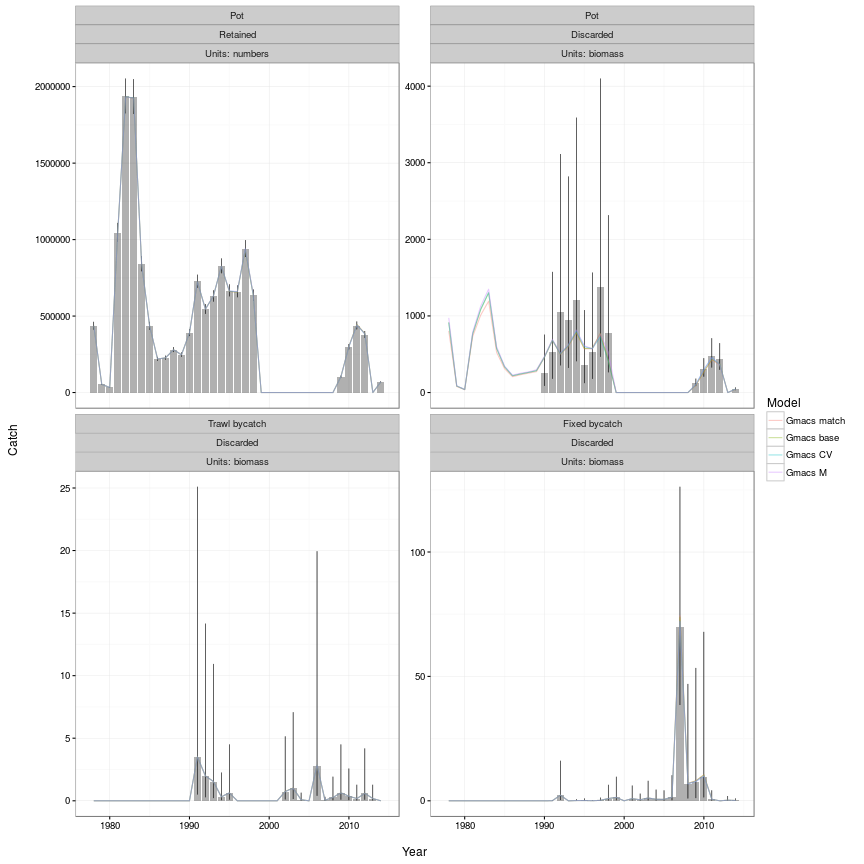 Pot
Retained
Units: numbers
Pot
Discarded
Units: biomass
2000000
1500000
1000000
500000
0
4000
3000
2000
1000
0
Trawl bycatch
Discarded
Units: biomass
Fixed bycatch
Discarded
Units: biomass
25
20
15
10
5
0
100
50
0
1980
1990
2000
2010
1980
1990
2000
2010
Catch
Year
Model
Gmacs match
Gmacs base
Gmacs CV
Gmacs M